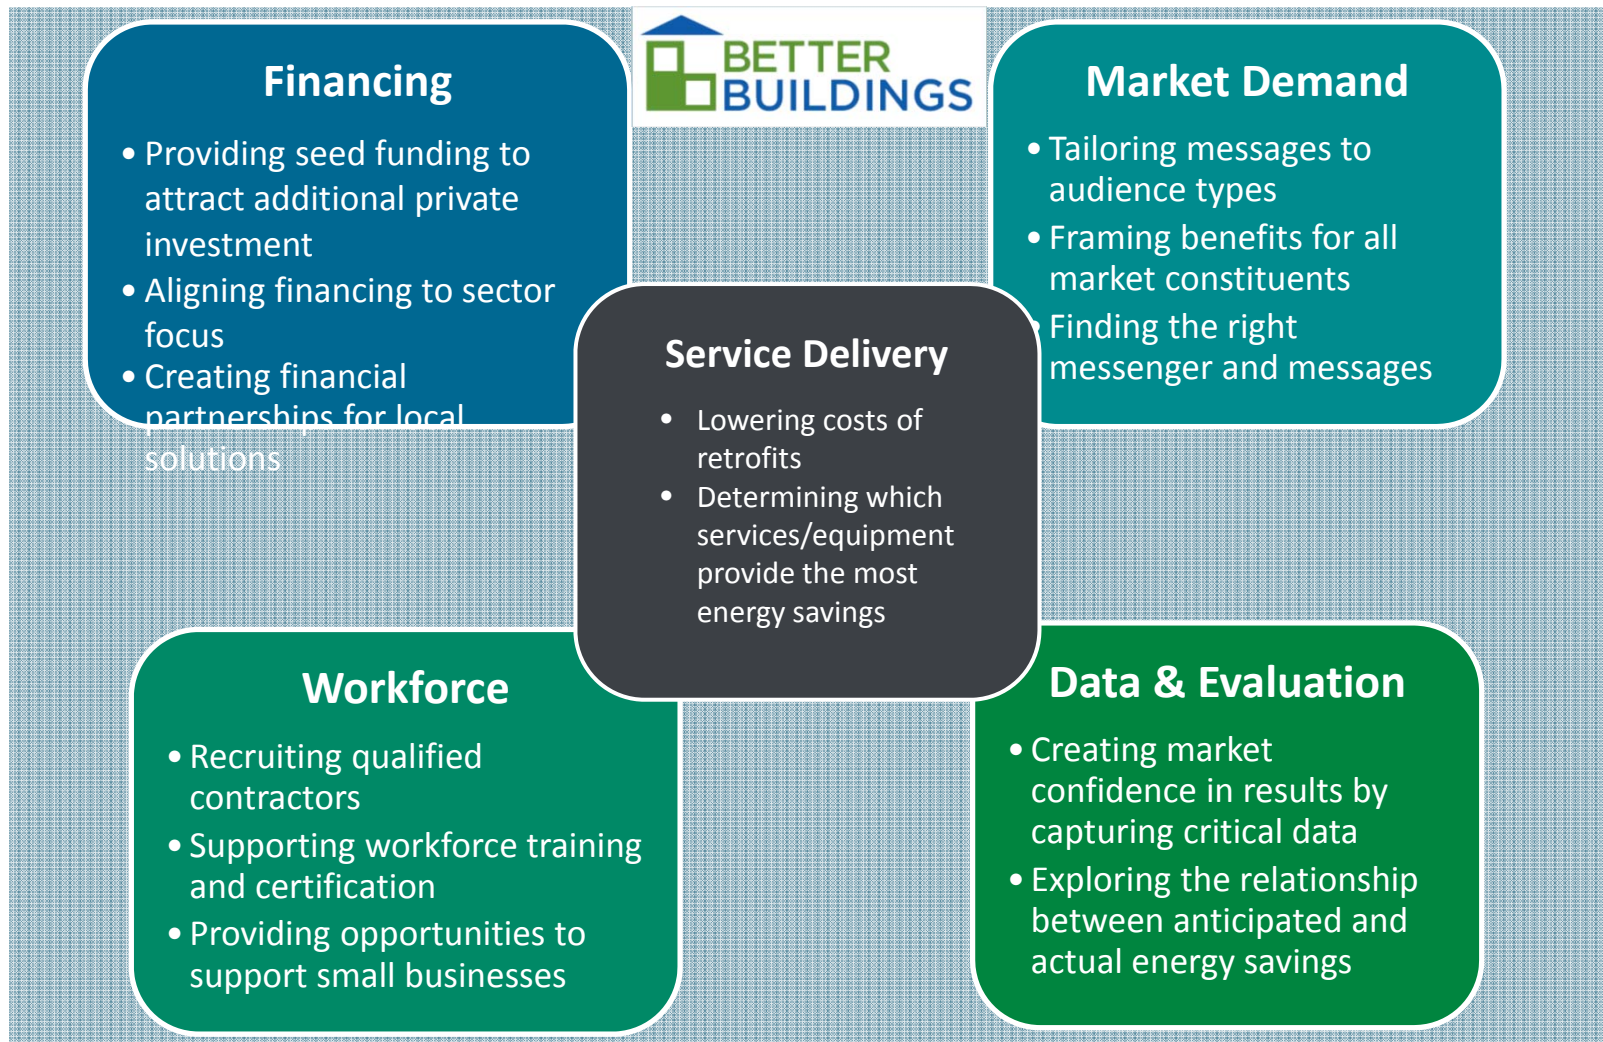 BETTER
BUILDINGS
Financing
• Providing seed funding to
attract additional private
investment
• Aligning financing to sector
focus
• Creating financial
partnerships for local
solutions
Market Demand
• Tailoring messages to
audience types
• Framing benefits for all
market constituents
• Finding the right
messenger and messages
Service Delivery
• Lowering costs of
retrofits
• Determining which
services/equipment
provide the most
energy savings
Workforce
• Recruiting qualified
contractors
• Supporting workforce training
and certification
• Providing opportunities to
support small businesses
Data & Evaluation
• Creating market
confidence in results by
capturing critical data
• Exploring the relationship
between anticipated and
actual energy savings